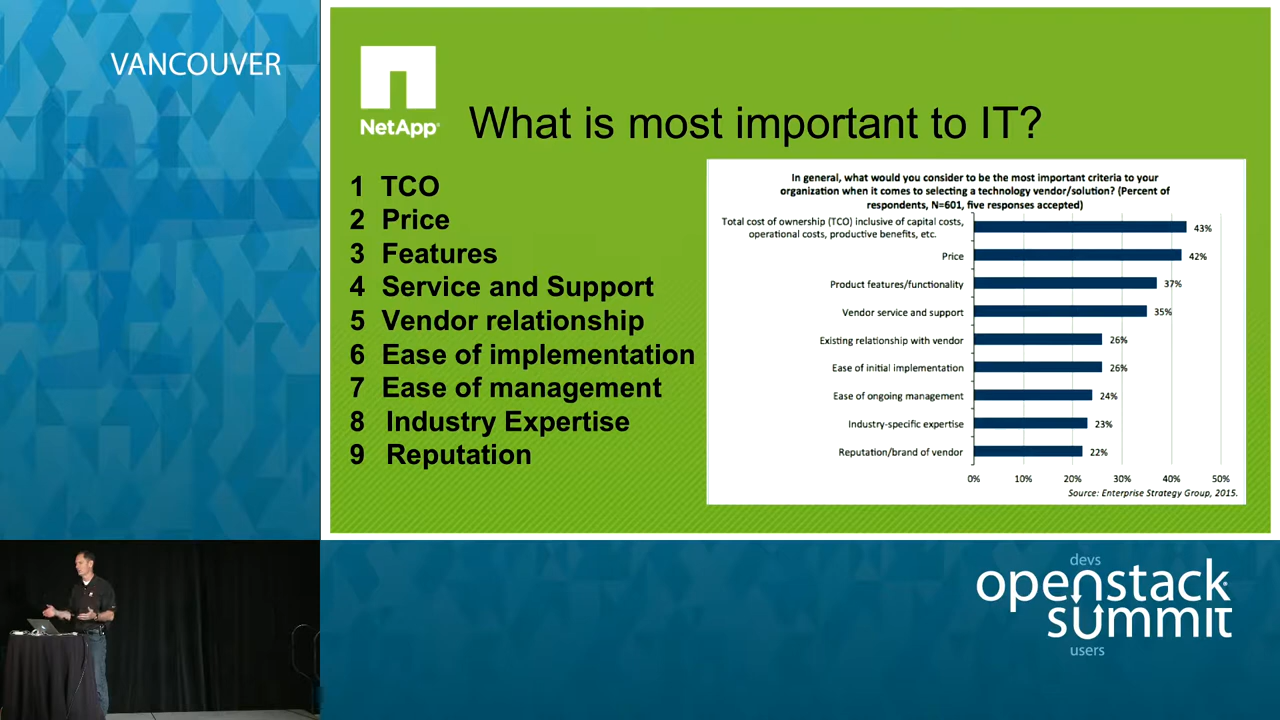 VANCOUVER
NetApp
What is most important to IT?
1 TCO
2 Price
3 Features
4 Service and Support
5 Vendor relationship
6 Ease of implementation
7 Ease of management
8 Industry Expertise
9 Reputation
In general, what would you consider to be the most important criteria to your
organization when it comes to selecting a technology vendor/solution? (Percent of
respondents, N=601, five responses accepted)
Total cost of ownership (TCO) inclusive of capital costs,
operational costs, productive benefits, etc.
43%
Price
42%
Product features/functionality
37%
Vendor service and support
35%
Existing relationship with vendor
26%
Ease of initial implementation
26%
Ease of ongoing management
24%
Industry-specific expertise
23%
Reputation/brand of vendor
22%
0% 10% 20% 30% 40% 50%
Source: Enterprise Strategy Group, 2015.
devs
openstack
summit
users